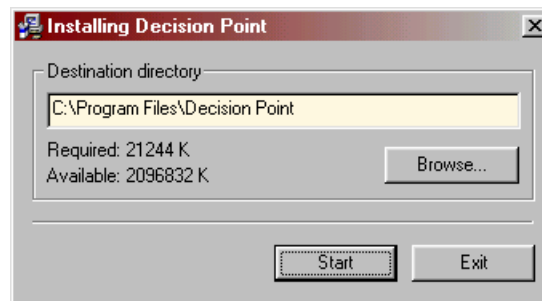 Installing Decision Point
Destination directory
C:\Program Files\Decision Point
Required: 21244 K
Available: 2096832 K
Browse...
Start
Exit